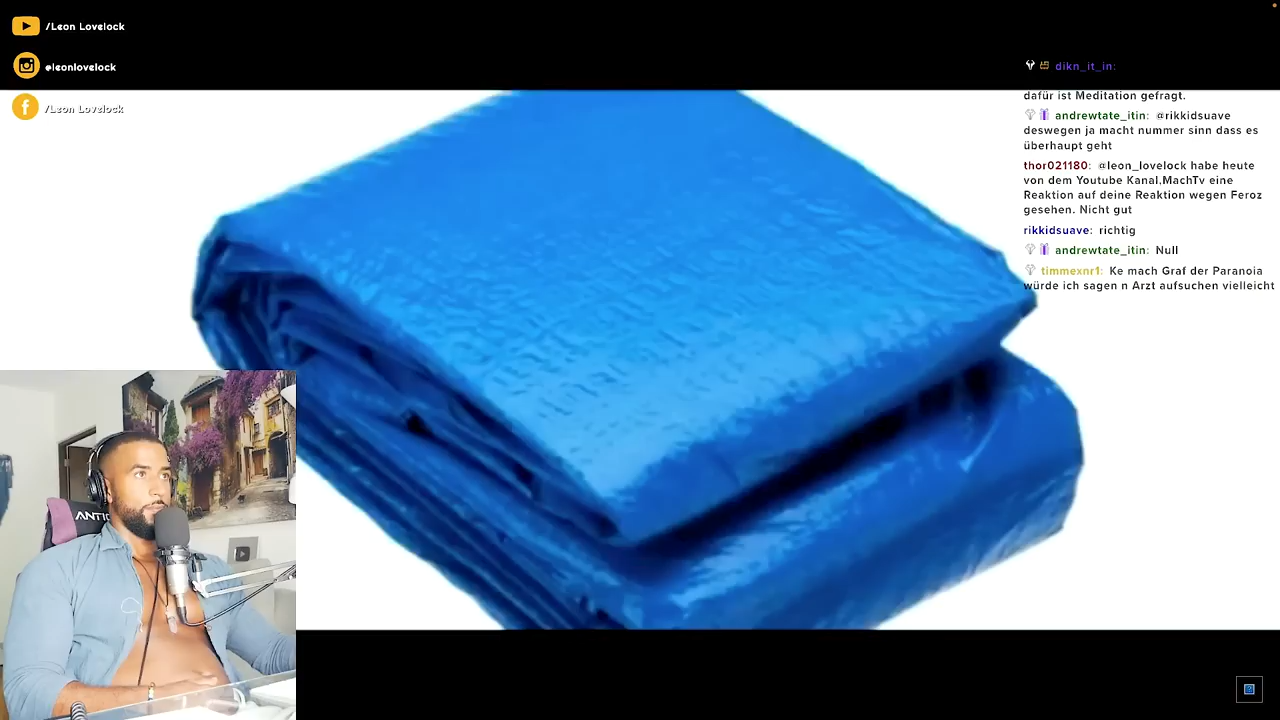 /Leon Lovelock
@leonlovelock
/Leon Lovelock
dikn_it_in:
dafür ist Meditation gefragt.
andrewtate_itin: @rikkidsuave
deswegen ja macht nummer sinn dass es
überhaupt geht
thor021180: @leon_lovelock habe heute
von dem Youtube Kanal,MachTv eine
Reaktion auf deine Reaktion wegen Feroz
gesehen. Nicht gut
rikkidsuave: richtig
andrewtate_itin: Null
timmexnr1: Ke mach Graf der Paranoia
würde ich sagen n Arzt aufsuchen vielleicht
ANTI